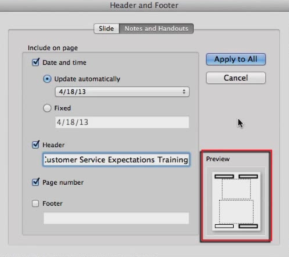 Header and Footer
Slide Notes and Handouts
Include on page
Date and time
Update automatically
4/18/13
Fixed
4/18/13
Header
ustomer Service Expectations Training
Page number
Footer
Apply to All
Cancel
Preview